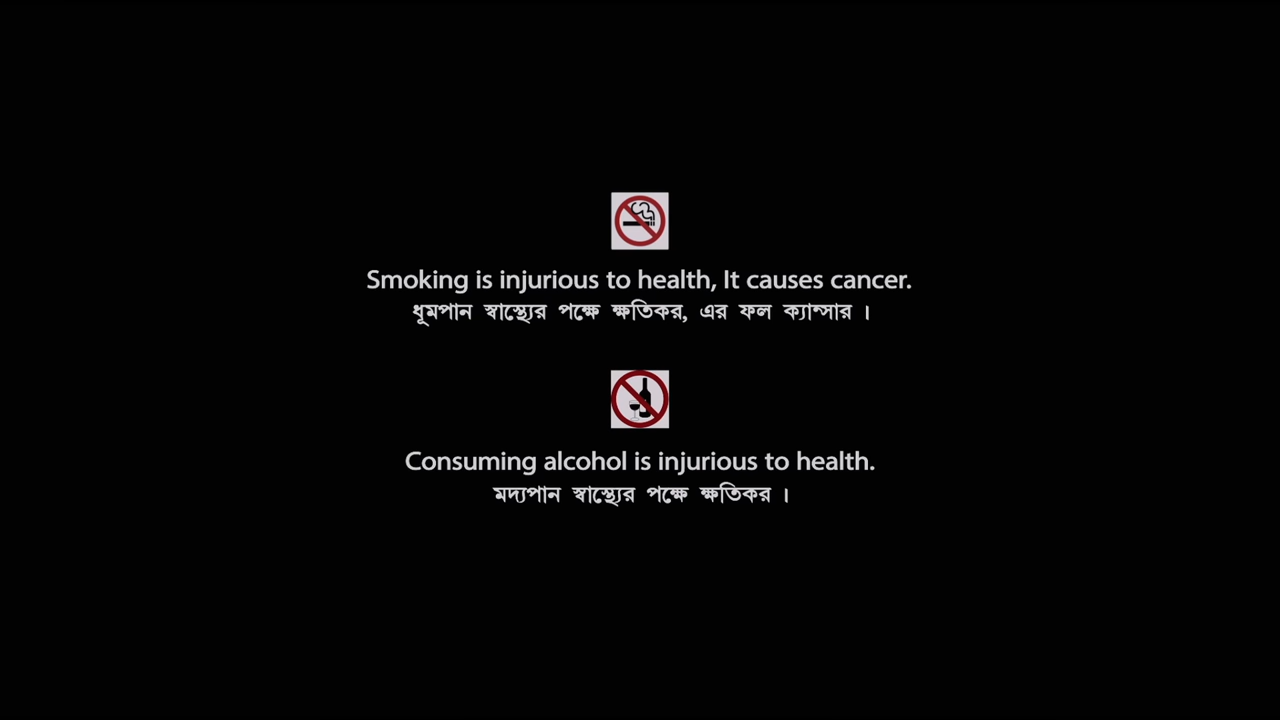 Smoking is injurious to health, It causes cancer.
ধূমপান স্বাস্থ্যের পক্ষে ক্ষতিকর, এর ফল ক্যান্সার ।
Consuming alcohol is injurious to health.
মদ্যপান স্বাস্থ্যের পক্ষে ক্ষতিকর ।